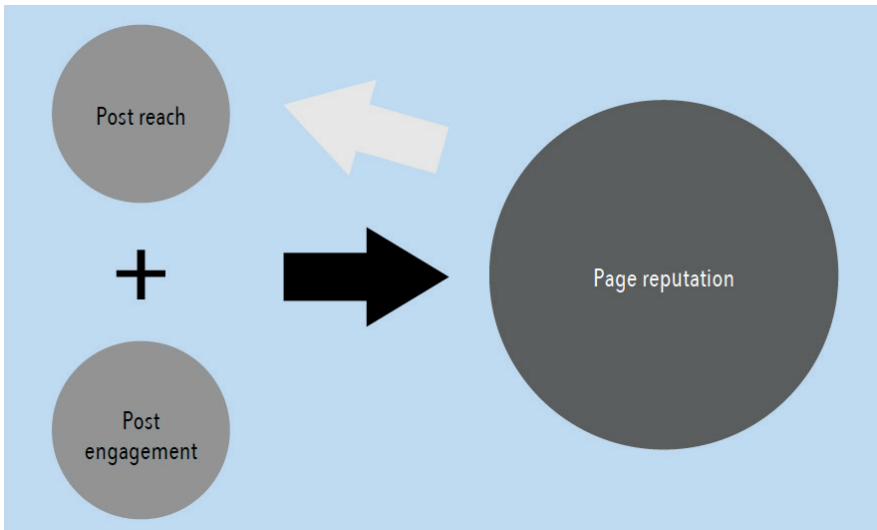 Post reach
+
Post
engagement
Page reputation